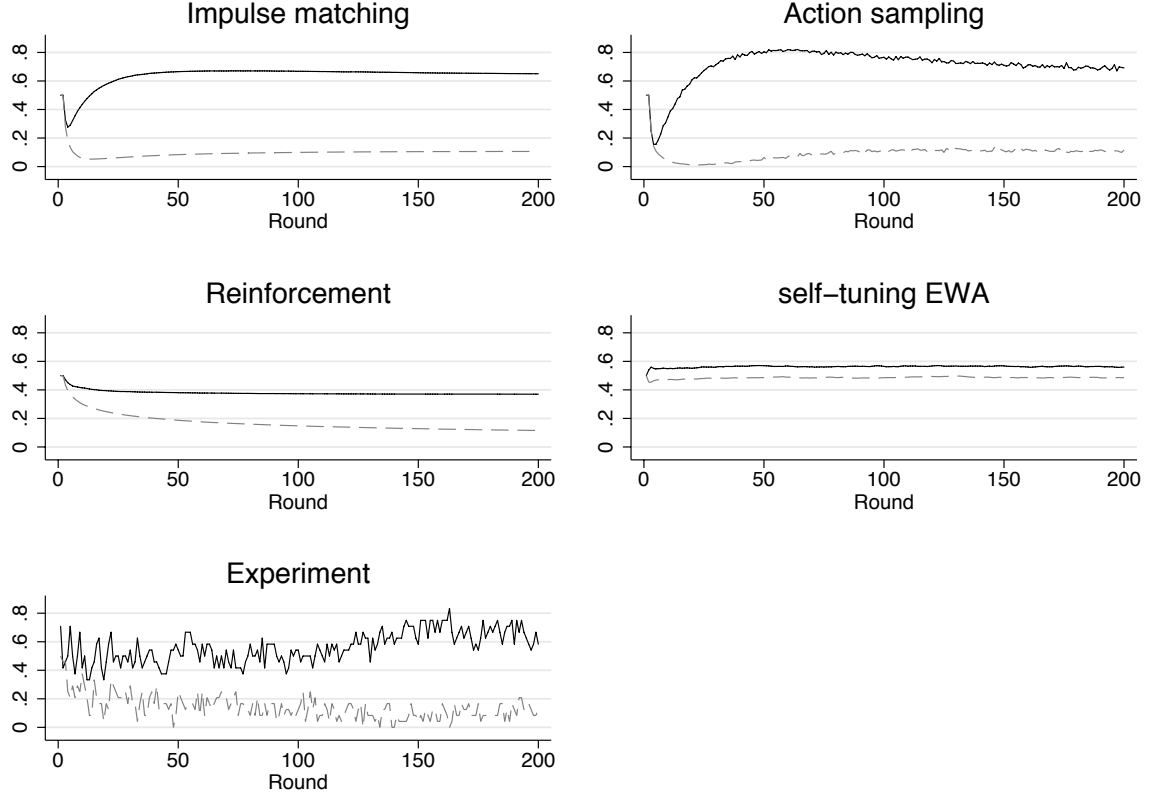 Impulse matching
.8
.6
.4
.2
0
0 50 100 150 200
Round
Action sampling
.8
.6
.4
.2
0
0 50 100 150 200
Round
Reinforcement
.8
.6
.4
.2
0
0 50 100 150 200
Round
self−tuning EWA
.8
.6
.4
.2
0
0 50 100 150 200
Round
Experiment
.8
.6
.4
.2
0
0 50 100 150 200
Round